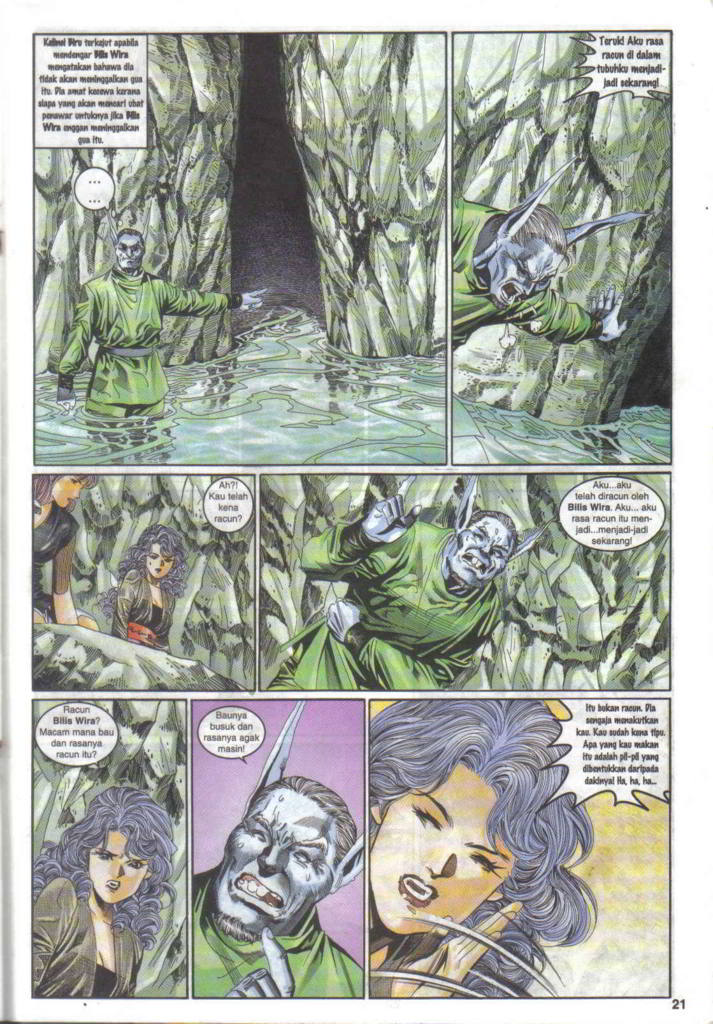 Kelinci Biru terkejut apabila
mendengar Bilis Wira
mengatakan bahawa dia
tidak akan meninggalkan gua
itu. Dia amat kecewa kerana
siapa yang akan mencari ubat
penawar untuknya jika Bilis
Wira enggan meninggalkan
gua itu.
...
...
Teruk! Aku rasa
racun di dalam
tubuhku menjadi-
jadi sekarang!
Ah?!
Kau telah
kena
racun?
Aku...aku
telah diracun oleh
Bilis Wira. Aku... aku
rasa racun itu men-
jadi...menjadi-jadi
sekarang!
Racun
Bilis Wira?
Macam mana bau
dan rasanya
racun itu?
Baunya
busuk dan
rasanya agak
masin!
Itu bukan racun. Dia
sengaja menakutkan
kau. Kau sudah kena tipu.
Apa yang kau makan
itu adalah pil-pil yang
dibentukkan daripada
dakinya! Ha, ha, ha...
21